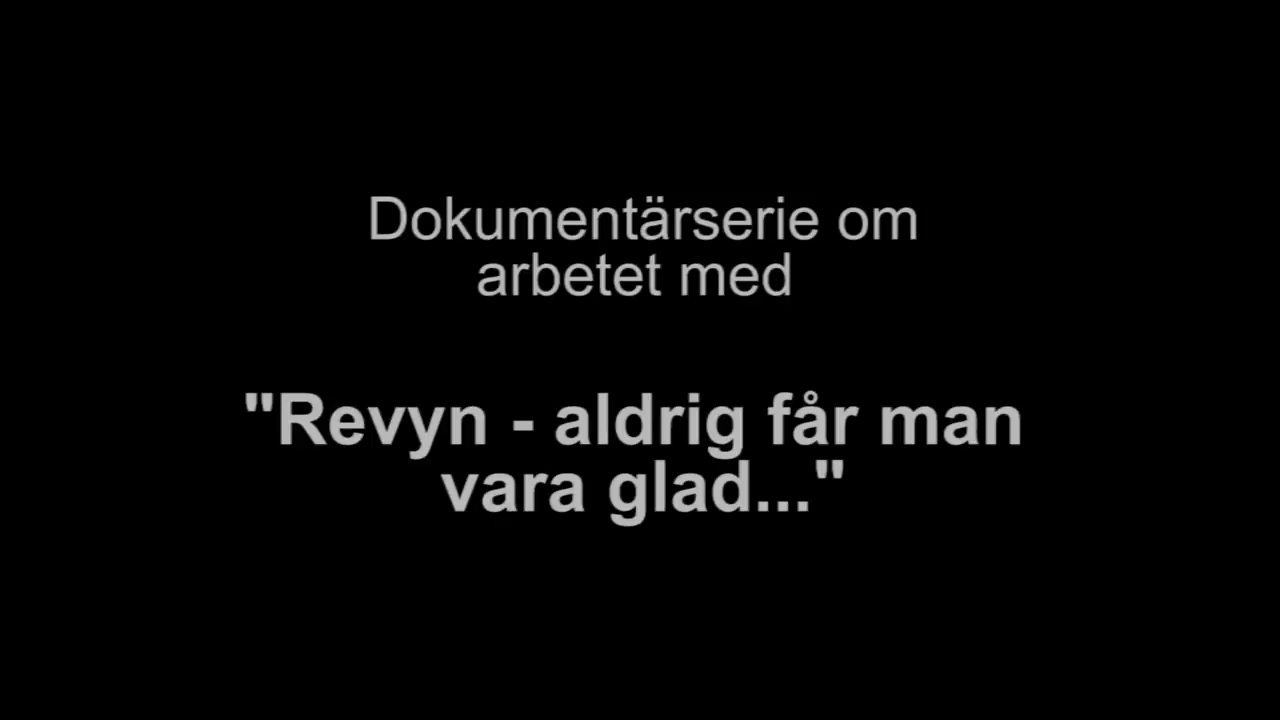 Dokumentärserie om
arbetet med
"Revyn - aldrig får man
vara glad..."